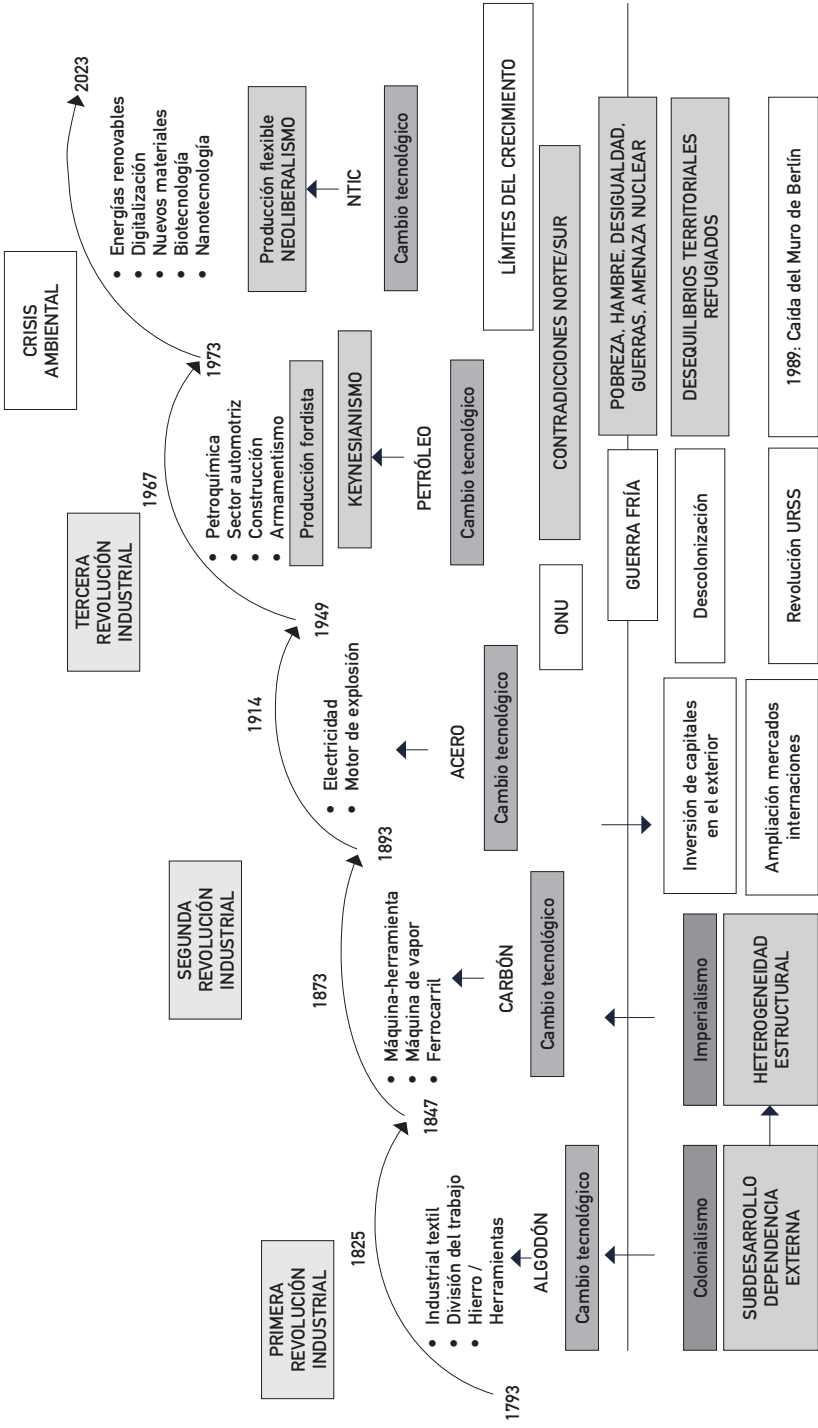 PRIMERA
REVOLUCIÓN
INDUSTRIAL
1793
1825
• Industrial textil
• División del trabajo
• Hierro /
Herramientas
ALGODÓN
Cambio tecnológico
Colonialismo
SUBDESARROLLO
DEPENDENCIA
EXTERNA
SEGUNDA
REVOLUCIÓN
INDUSTRIAL
1847
1873
• Máquina-herramienta
• Máquina de vapor
• Ferrocarril
CARBÓN
Cambio tecnológico
Imperialismo
HETEROGENEIDAD
ESTRUCTURAL
1893
1914
• Electricidad
• Motor de explosión
ACERO
Cambio tecnológico
Inversión de capitales
en el exterior
Ampliación mercados
internaciones
TERCERA
REVOLUCIÓN
INDUSTRIAL
1949
1967
• Petroquímica
• Sector automotriz
• Construcción
• Armamentismo
Producción fordista
KEYNESIANISMO
PETRÓLEO
Cambio tecnológico
ONU
GUERRA FRÍA
Descolonización
Revolución URSS
CRISIS
AMBIENTAL
1973
2023
• Energías renovables
• Digitalización
• Nuevos materiales
• Biotecnología
• Nanotecnología
Producción flexible
NEOLIBERALISMO
NTIC
Cambio tecnológico
LÍMITES DEL CRECIMIENTO
CONTRADICCIONES NORTE/SUR
POBREZA, HAMBRE, DESIGUALDAD,
GUERRAS, AMENAZA NUCLEAR
DESEQUILIBRIOS TERRITORIALES
REFUGIADOS
1989: Caída del Muro de Berlín